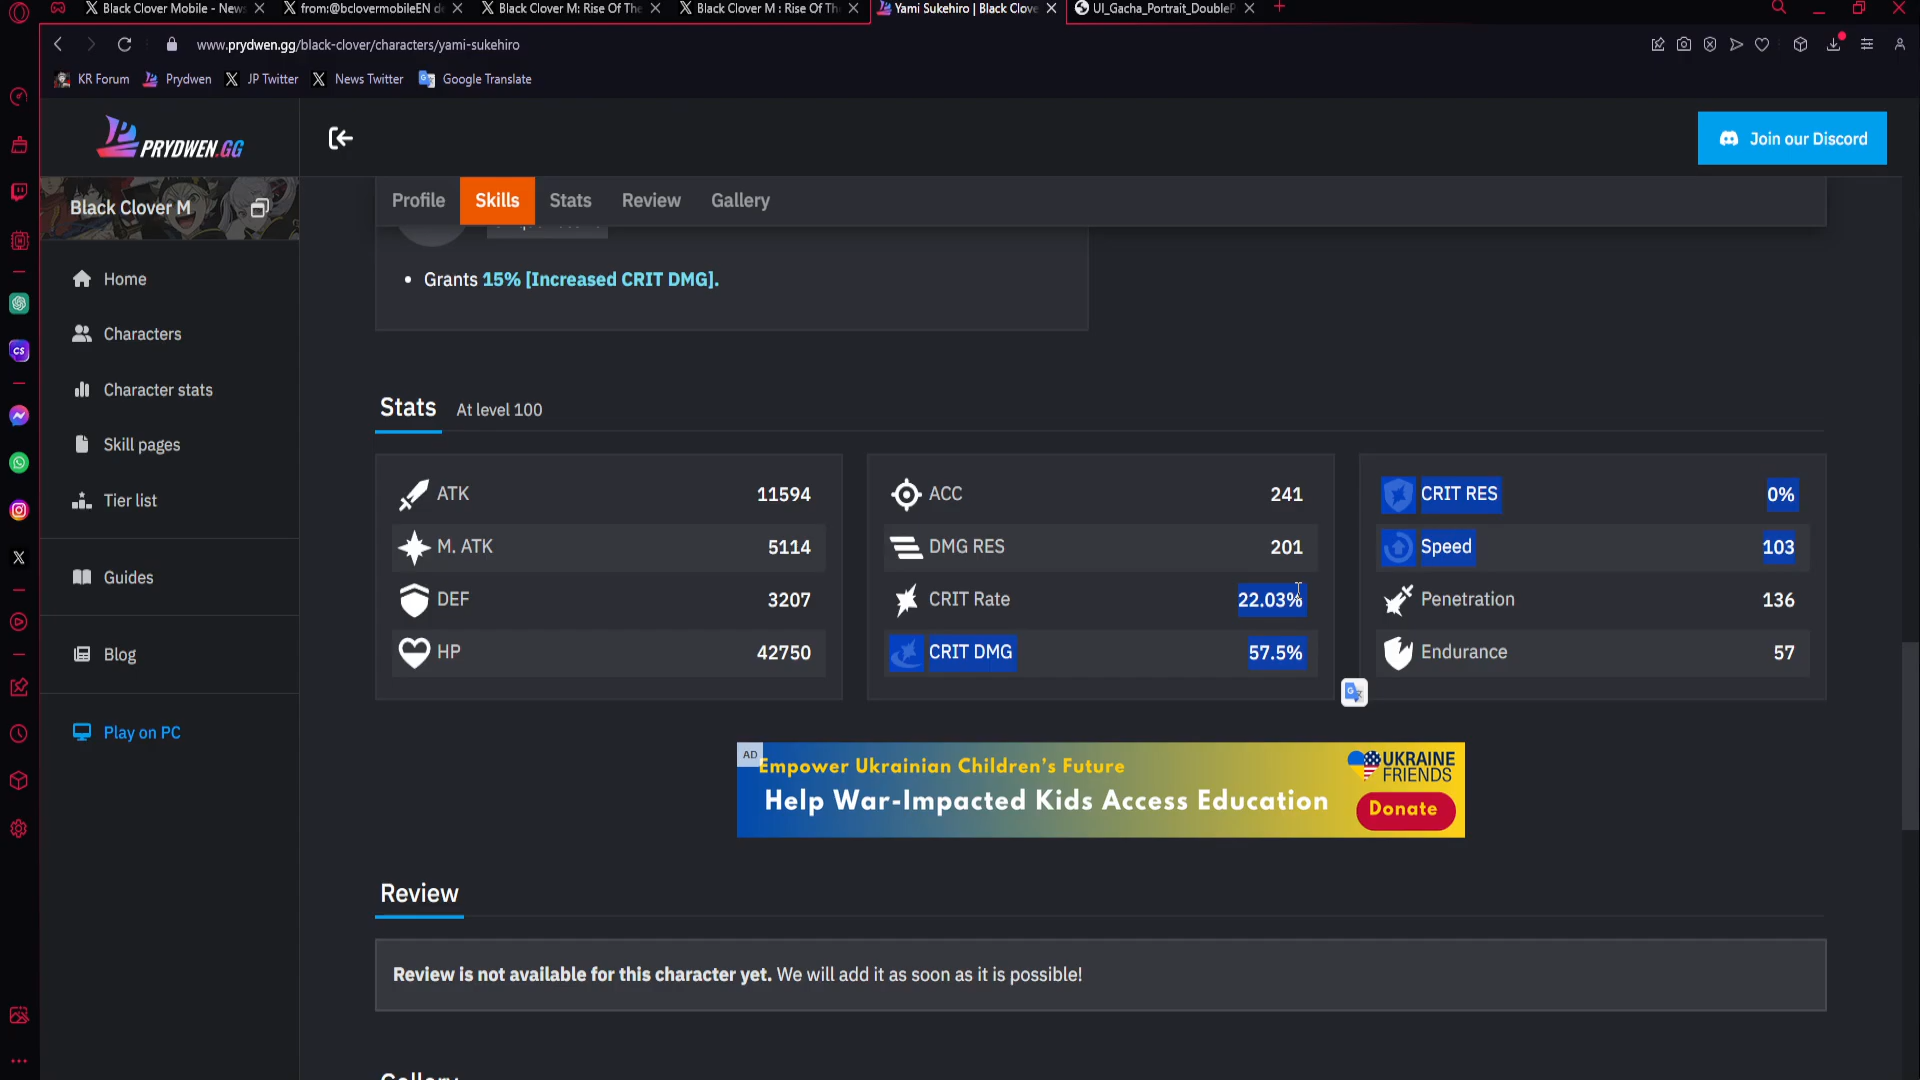 Black Clover Mobile - News
from:@bclovermobileEN
Black Clover M: Rise Of The
Black Clover M : Rise Of Th
Yami Sukehiro | Black Clove
UI_Gacha_Portrait_DoubleP
www.prydwen.gg/black-clover/characters/yami-sukehiro
KR Forum
Prydwen
JP Twitter
News Twitter
Google Translate
PRYDWEN.GG
Join our Discord
Black Clover M
Profile
Skills
Stats
Review
Gallery
• Grants 15% [Increased CRIT DMG].
Home
Characters
Character stats
Skill pages
Tier list
Guides
Blog
Play on PC
CS
Stats At level 100
ATK 11594
M. ATK 5114
DEF 3207
HP 42750
ACC 241
DMG RES 201
CRIT Rate 22.03%
CRIT DMG 57.5%
CRIT RES 0%
Speed 103
Penetration 136
Endurance 57
AD
Empower Ukrainian Children's Future
Help War-Impacted Kids Access Education
UKRAINE
FRIENDS
Donate
Review
Review is not available for this character yet. We will add it as soon as it is possible!